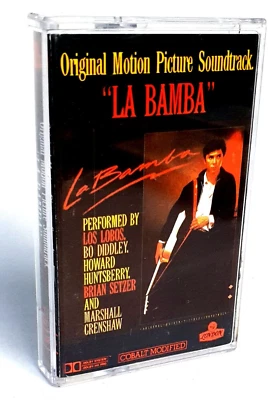 Original Motion Picture Soundtrack.
"LA BAMBA"
La Bamba
PERFORMED BY
LOS LOBOS,
BO DIDDLEY,
HOWARD
HUNTSBERRY,
BRIAN SETZER
AND
MARSHALL
CRENSHAW
LONDON
COBALT MODIFIED